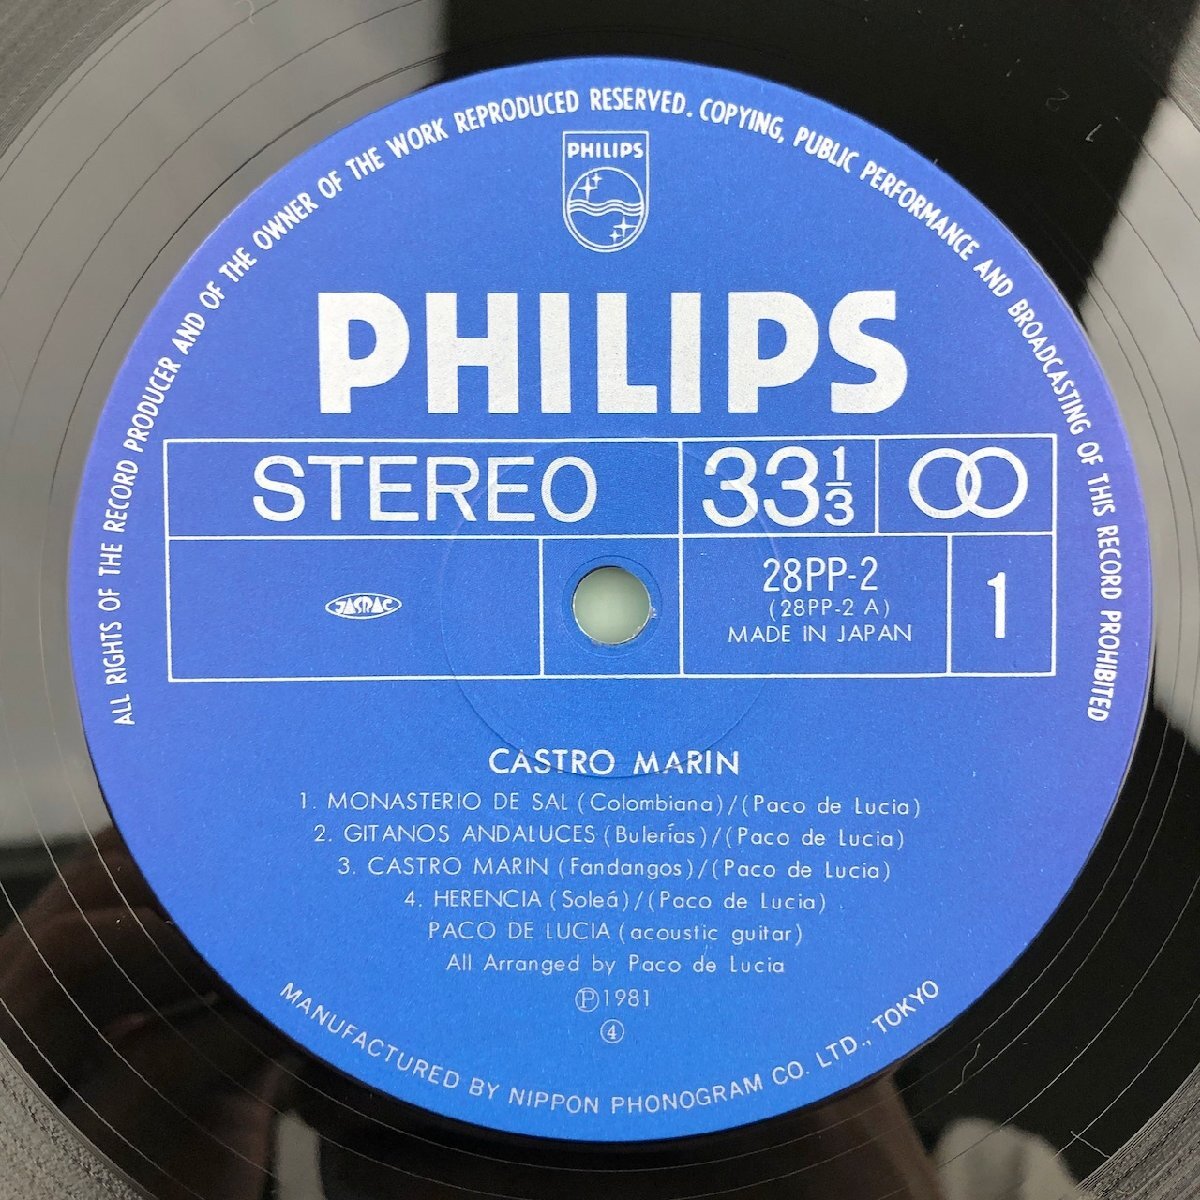 ALL RIGHTS OF THE RECORD PRODUCER AND OF THE OWNER OF THE WORK REPRODUCED RESERVED. COPYING, PUBLIC PERFORMANCE AND BROADCASTING OF THIS RECORD PROHIBITED
PHILIPS
PHILIPS
STEREO
33 1/3
JASRAC
28PP-2
(28PP-2 A)
MADE IN JAPAN
1
CASTRO MARIN
1. MONASTERIO DE SAL (Colombiana)/(Paco de Lucia)
2. GITANOS ANDALUCES (Bulerías)/(Paco de Lucia)
3. CASTRO MARIN (Fandangos)/(Paco de Lucia)
4. HERENCIA (Soleá)/(Paco de Lucia)
PACO DE LUCIA (acoustic guitar)
All Arranged by Paco de Lucia
Ⓟ1981
④
MANUFACTURED BY NIPPON PHONOGRAM CO. LTD., TOKYO